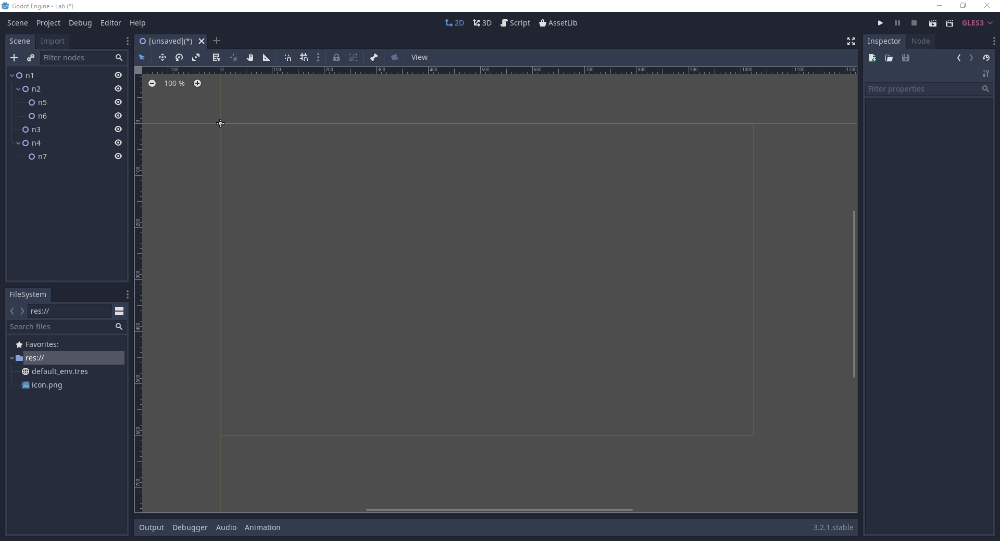 Godot Engine - Lab (*)
Scene Project Debug Editor Help
2D 3D Script AssetLib
GLES3
Scene Import
[unsaved](*)
Inspector Node
Filter nodes
View
-100 0 100 200 300 400 500 600 700 800 900 1000 1100 1200
n1
100 %
n2
Filter properties
n5
n6
n3
n4
n7
0
100
200
300
400
500
600
700
FileSystem
res://
Search files
Favorites:
res://
default_env.tres
icon.png
Output Debugger Audio Animation
3.2.1.stable